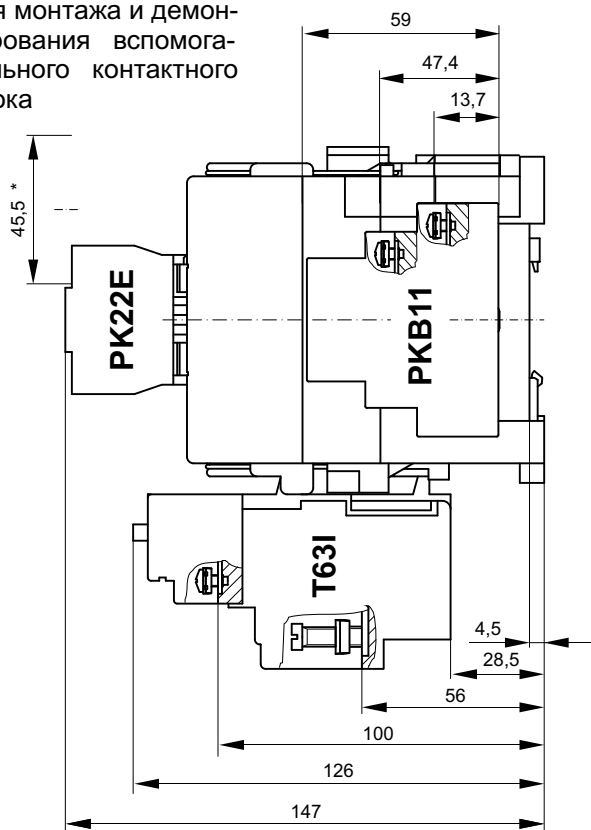 я монтажа и демон-
рования вспомога-
льного контактного
ока
59
47,4
13,7
45,5 *
PK22E
PKB11
T63I
4,5
28,5
56
100
126
147